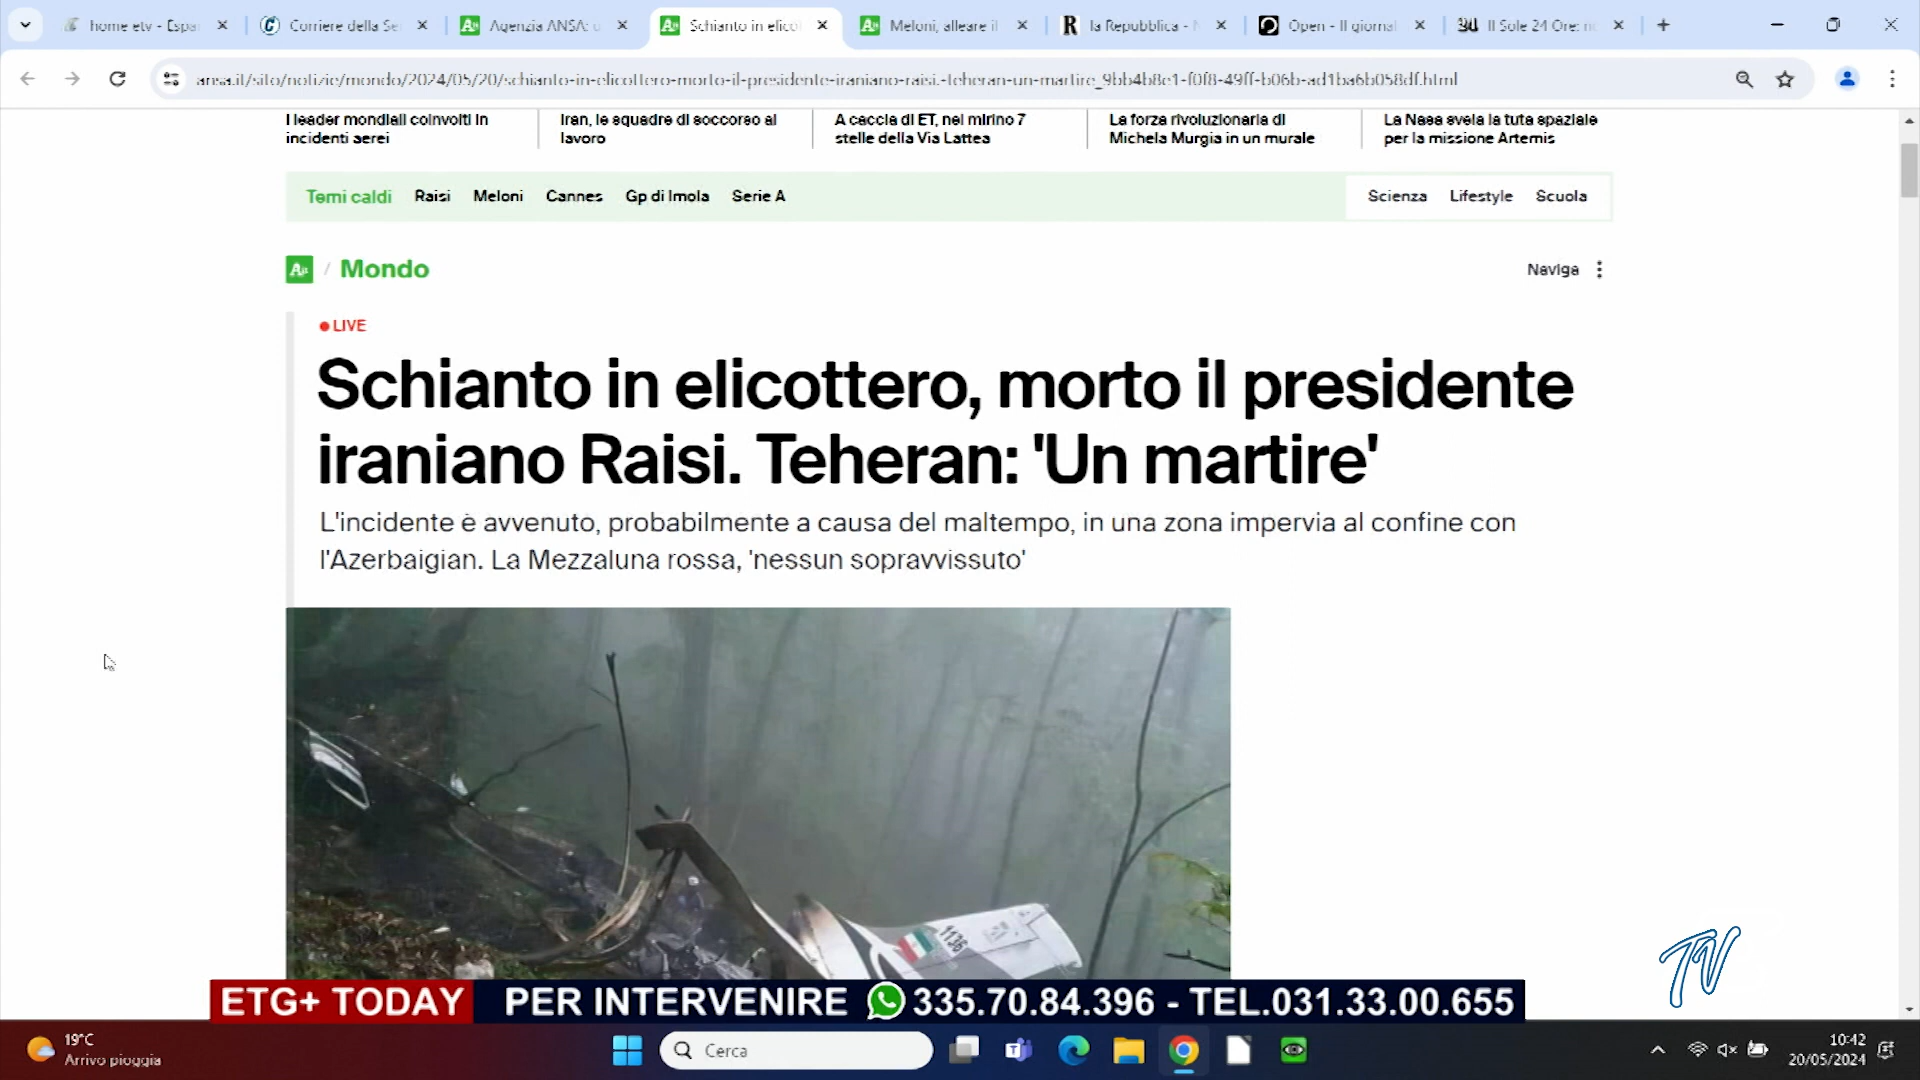 home etv - Espa
Corriere della Se
Agenzia ANSA: u
Schianto in elico
Meloni, alleare il
la Repubblica - N
Open - Il giornal
Il Sole 24 Ore: no
ansa.it/sito/notizie/mondo/2024/05/20/schianto-in-elicottero-morto-il-presidente-iraniano-raisi.-teheran-un-martire_9bb4b8e1-f0f8-49ff-b06b-ad1ba6b058df.html
I leader mondiali coinvolti in
incidenti aerei
Iran, le squadre di soccorso al
lavoro
A caccia di ET, nel mirino 7
stelle della Via Lattea
La forza rivoluzionaria di
Michela Murgia in un murale
La Nasa svela la tuta spaziale
per la missione Artemis
Temi caldi Raisi Meloni Cannes Gp di Imola Serie A Scienza Lifestyle Scuola
/ Mondo
Naviga
LIVE
Schianto in elicottero, morto il presidente
iraniano Raisi. Teheran: 'Un martire'
L'incidente è avvenuto, probabilmente a causa del maltempo, in una zona impervia al confine con
l'Azerbaigian. La Mezzaluna rossa, 'nessun sopravvissuto'
1136
TV
ETG+ TODAY PER INTERVENIRE 335.70.84.396 - TEL.031.33.00.655
19°C
Arrivo pioggia
Cerca
10:42
20/05/2024